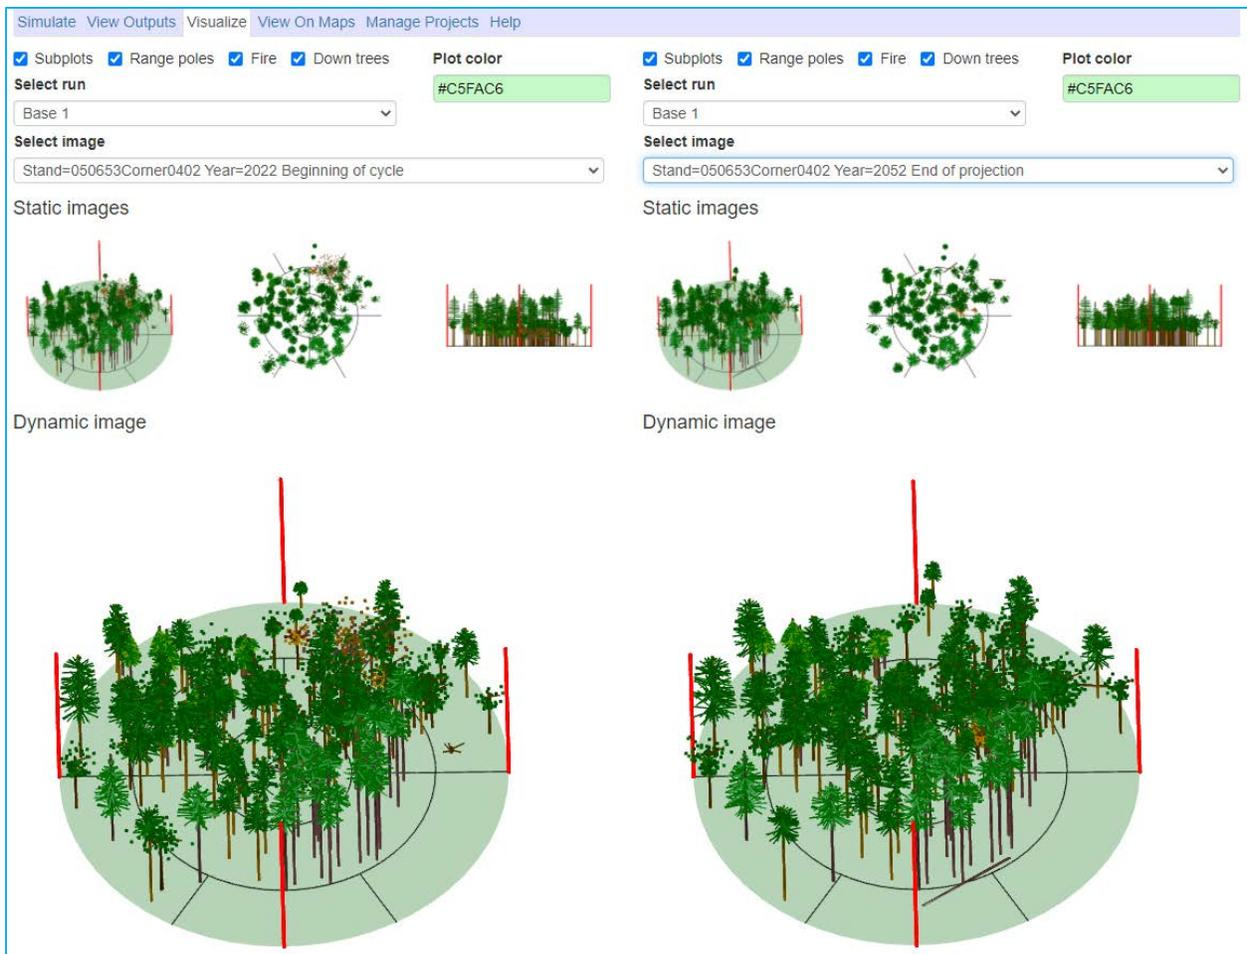 Simulate View Outputs Visualize View On Maps Manage Projects Help
Subplots Range poles Fire Down trees Plot color
Select run #C5FAC6
Base 1
Select image
Stand=050653Corner0402 Year=2022 Beginning of cycle
Static images
Dynamic image
Subplots Range poles Fire Down trees Plot color
Select run #C5FAC6
Base 1
Select image
Stand=050653Corner0402 Year=2052 End of projection
Static images
Dynamic image